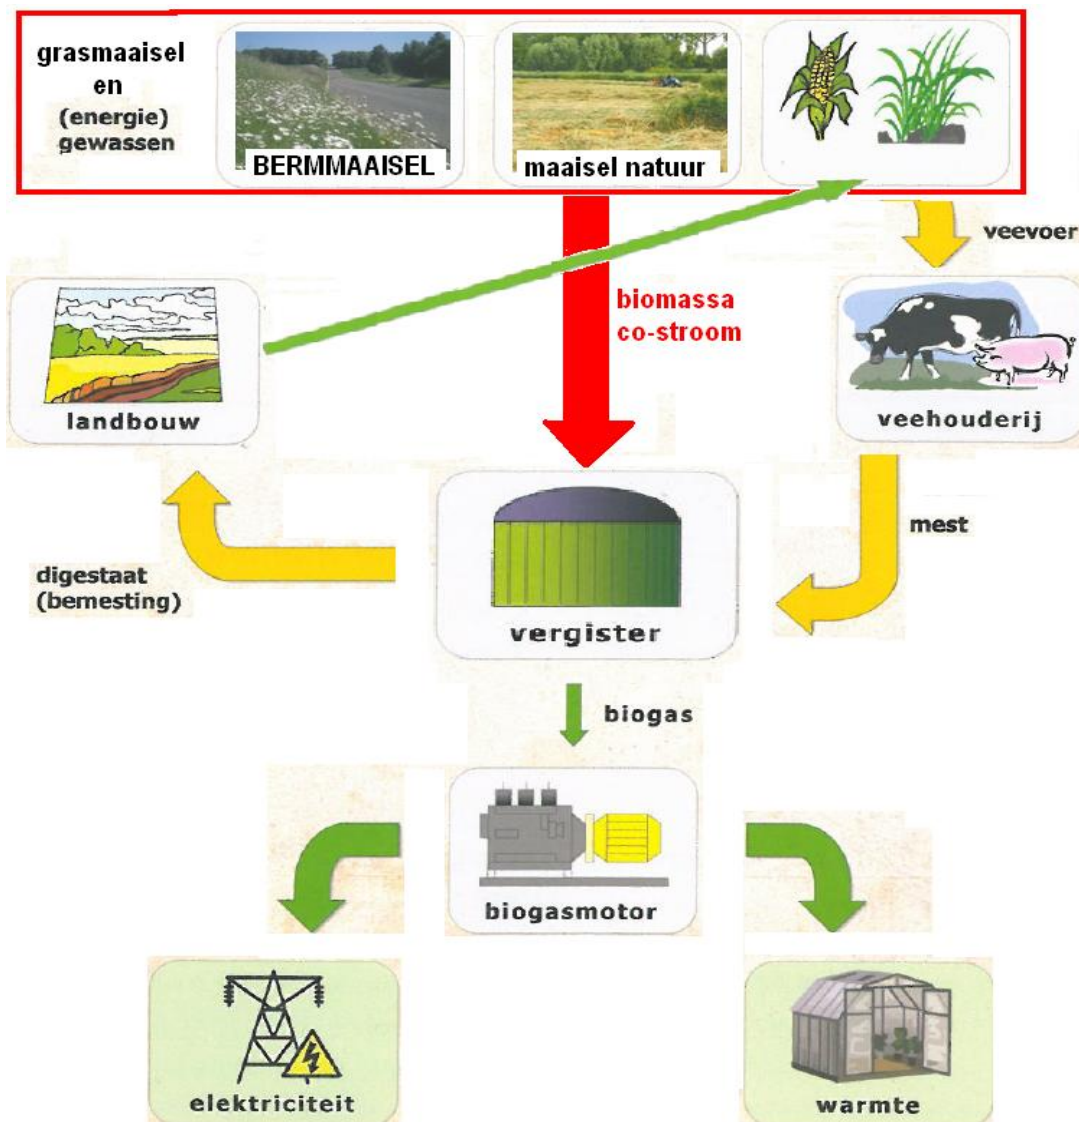 grasmaaisel
en
(energie)
gewassen
BERMMAAISEL
maaisel natuur
veevoer
biomassa
co-stroom
landbouw
veehouderij
mest
digestaat
(bemesting)
vergister
biogas
biogasmotor
elektriciteit
warmte